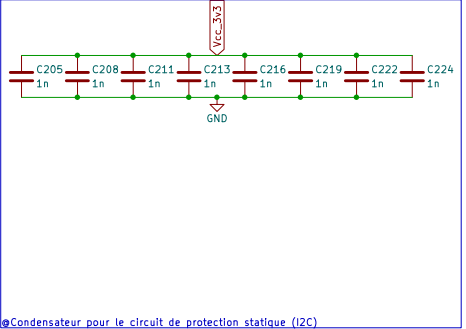 Vcc_3v3
C205 C208 C211 C213 C216 C219 C222 C224
1n 1n 1n 1n 1n 1n 1n 1n
GND
@Condensateur pour le circuit de protection statique (I2C)